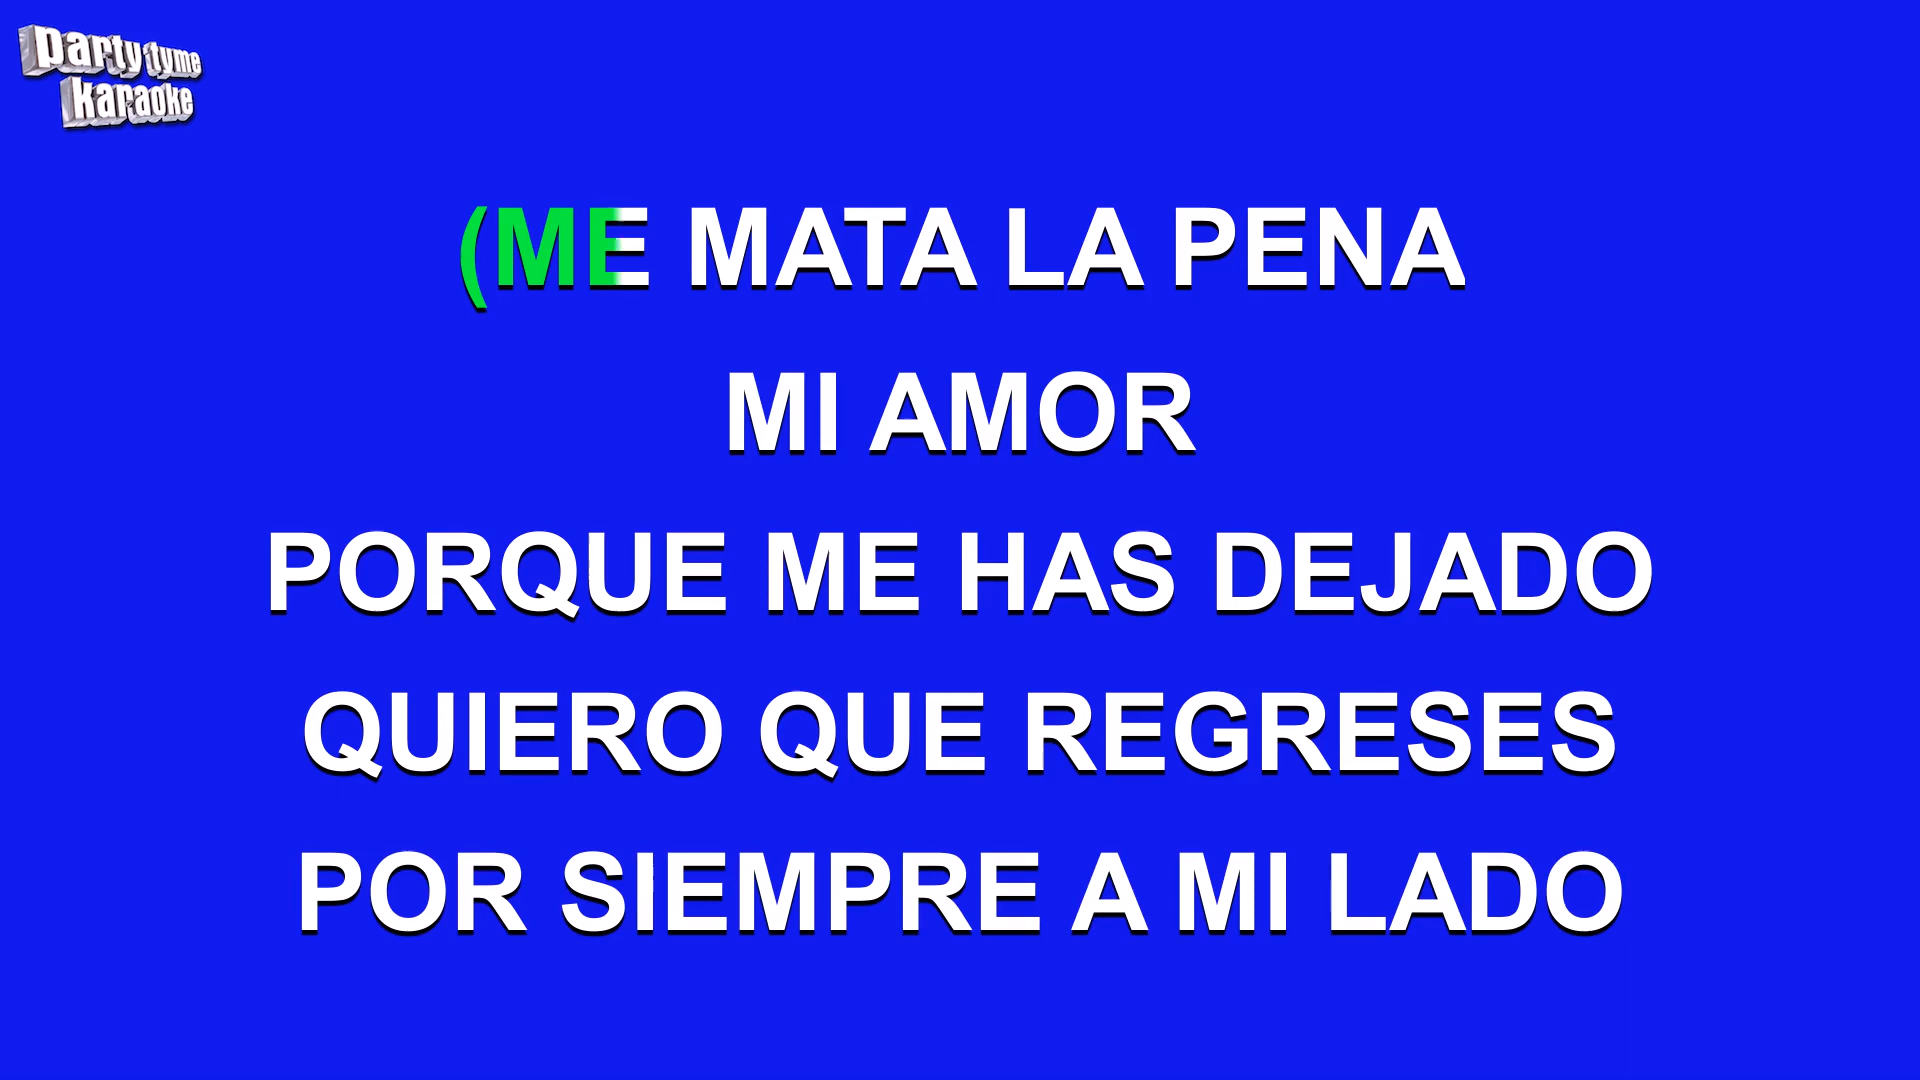 party tyme
karaoke
(ME MATA LA PENA
MI AMOR
PORQUE ME HAS DEJADO
QUIERO QUE REGRESES
POR SIEMPRE A MI LADO